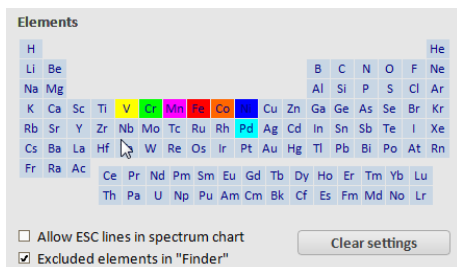 Elements
H He
Li Be B C N O F Ne
Na Mg Al Si P S Cl Ar
K Ca Sc Ti V Cr Mn Fe Co Cu Zn Ga Ge As Se Br Kr
Rb Sr Y Zr Nb Mo Tc Ru Rh Pd Ag Cd In Sn Sb Te I Xe
Cs Ba La Hf W Re Os Ir Pt Au Hg Tl Pb Bi Po At Rn
Fr Ra Ac Ce Pr Nd Pm Sm Eu Gd Tb Dy Ho Er Tm Yb Lu
Th Pa U Np Pu Am Cm Bk Cf Es Fm Md No Lr
Allow ESC lines in spectrum chart
Clear settings
Excluded elements in "Finder"